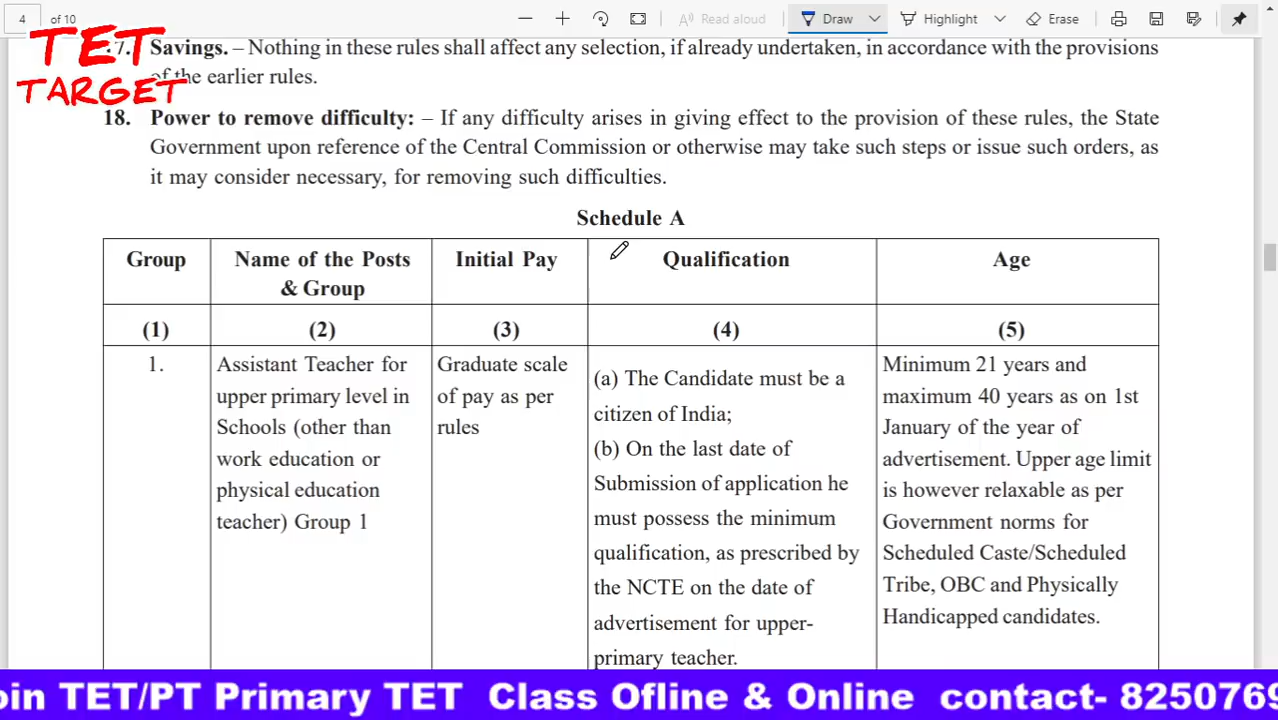 4 of 10
Read aloud
Draw
Highlight
Erase
TET
TARGET
7. Savings. – Nothing in these rules shall affect any selection, if already undertaken, in accordance with the provisions
of the earlier rules.
18. Power to remove difficulty: – If any difficulty arises in giving effect to the provision of these rules, the State
Government upon reference of the Central Commission or otherwise may take such steps or issue such orders, as
it may consider necessary, for removing such difficulties.
Schedule A
Group
Name of the Posts
& Group
Initial Pay
Qualification
Age
(1)
(2)
(3)
(4)
(5)
1.
Assistant Teacher for
upper primary level in
Schools (other than
work education or
physical education
teacher) Group 1
Graduate scale
of pay as per
rules
(a) The Candidate must be a
citizen of India;
(b) On the last date of
Submission of application he
must possess the minimum
qualification, as prescribed by
the NCTE on the date of
advertisement for upper-
primary teacher.
Minimum 21 years and
maximum 40 years as on 1st
January of the year of
advertisement. Upper age limit
is however relaxable as per
Government norms for
Scheduled Caste/Scheduled
Tribe, OBC and Physically
Handicapped candidates.
oin TET/PT Primary TET Class Ofline & Online contact- 8250769